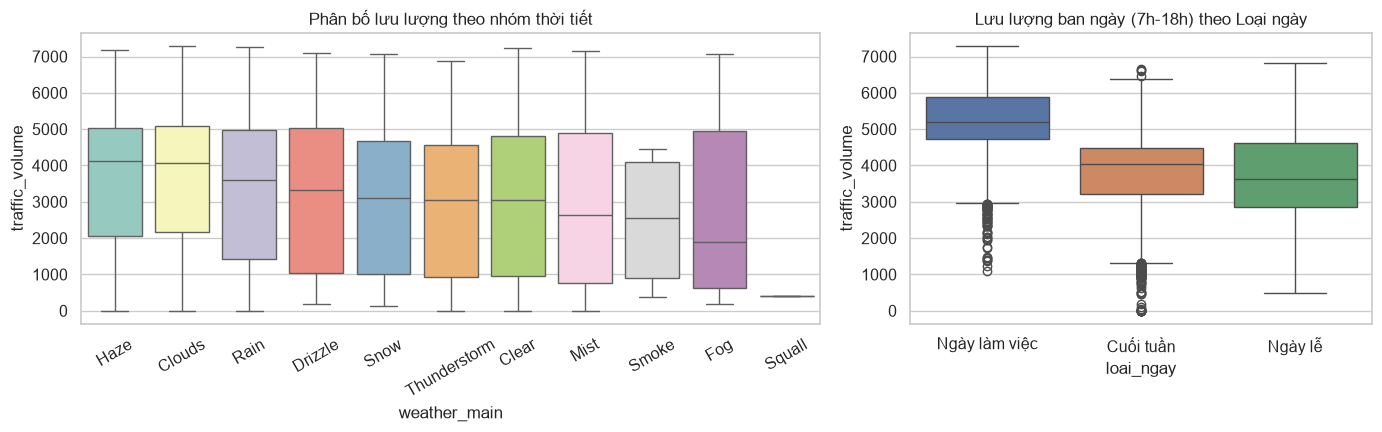 Phân bố lưu lượng theo nhóm thời tiết
traffic_volume
7000
6000
5000
4000
3000
2000
1000
0
Haze
Clouds
Rain
Drizzle
Snow
Thunderstorm
Clear
Mist
Smoke
Fog
Squall
weather_main
Lưu lượng ban ngày (7h-18h) theo Loại ngày
traffic_volume
7000
6000
5000
4000
3000
2000
1000
0
Ngày làm việc
Cuối tuần
Ngày lễ
loai_ngay